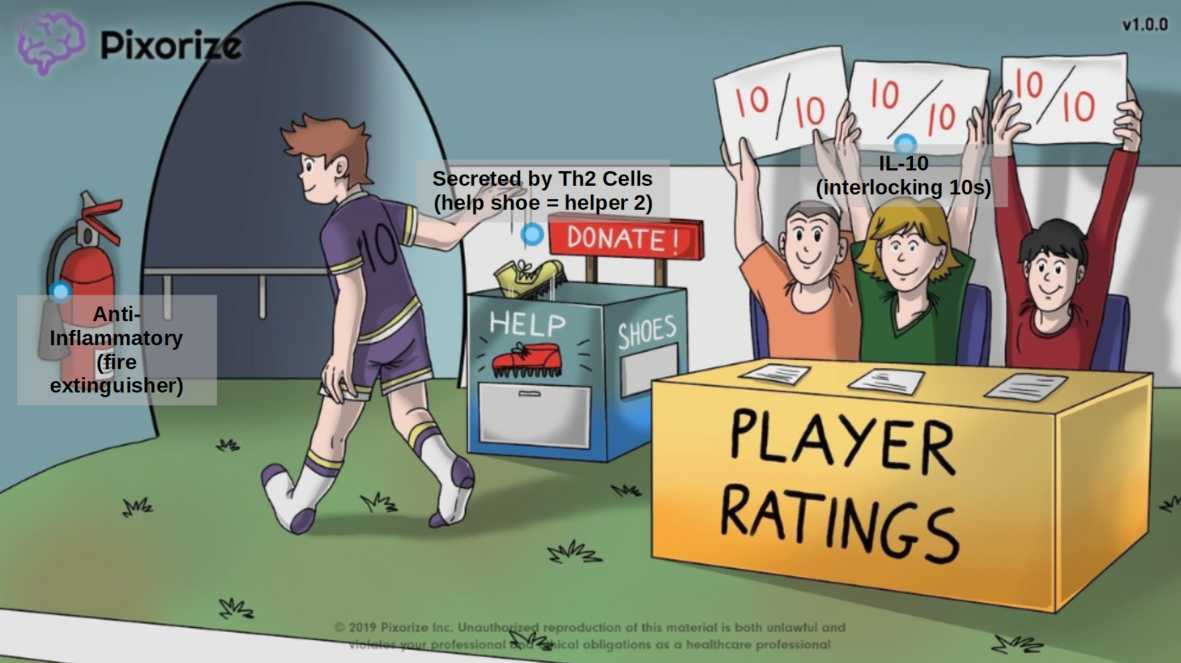 Pixorize
v1.0.0
10/10
10/10
10/10
IL-10
(interlocking 10s)
Secreted by Th2 Cells
(help shoe = helper 2)
DONATE!
10
HELP
SHOES
Anti-
Inflammatory
(fire
extinguisher)
PLAYER
RATINGS
© 2019 Pixorize Inc. Unauthorized reproduction of this material is both unlawful and
violates your professional and ethical obligations as a healthcare professional